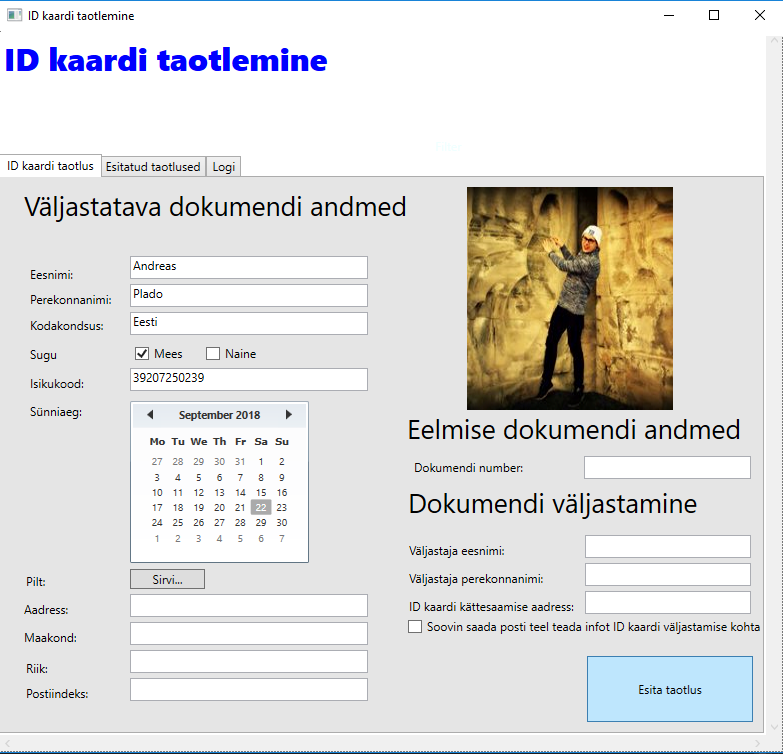 ID kaardi taotlemine
ID kaardi taotlemine
ID kaardi taotlus Esitatud taotlused Logi
Väljastatava dokumendi andmed
Eesnimi: Andreas
Perekonnanimi: Plado
Kodakondsus: Eesti
Sugu Mees Naine
Isikukood: 39207250239
Sünniaeg:
September 2018
Mo Tu We Th Fr Sa Su
27 28 29 30 31 1 2
3 4 5 6 7 8 9
10 11 12 13 14 15 16
17 18 19 20 21 22 23
24 25 26 27 28 29 30
1 2 3 4 5 6 7
Pilt: Sirvi...
Aadress:
Maakond:
Riik:
Postiindeks:
Eelmise dokumendi andmed
Dokumendi number:
Dokumendi väljastamine
Väljastaja eesnimi:
Väljastaja perekonnanimi:
ID kaardi kättesaamise aadress:
Soovin saada posti teel teada infot ID kaardi väljastamise kohta
Esita taotlus